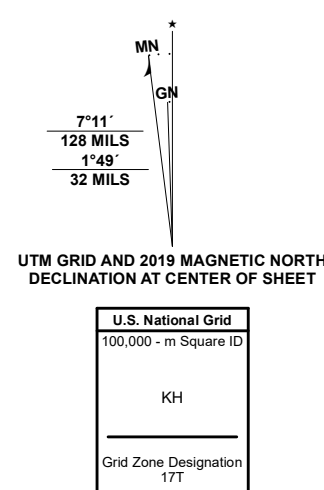 MN
GN
7°11´
128 MILS
1°49´
32 MILS
UTM GRID AND 2019 MAGNETIC NORTH
DECLINATION AT CENTER OF SHEET
U.S. National Grid
100,000 - m Square ID
KH
Grid Zone Designation
17T